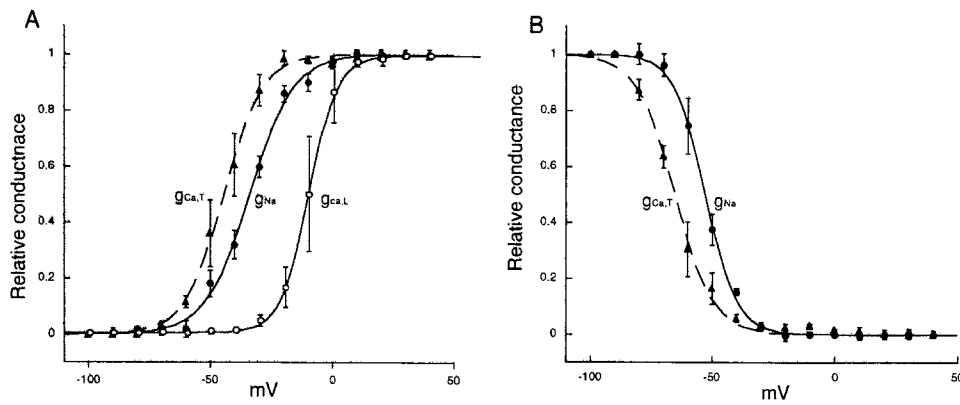 A
Relative conductnace
1
0.8
0.6
0.4
0.2
0
gCa,T
gNa
gca,L
-100
-50
0
50
mV
B
Relative conductance
1
0.8
0.6
0.4
0.2
0
gCa,T
gNa
-100
-50
0
50
mV